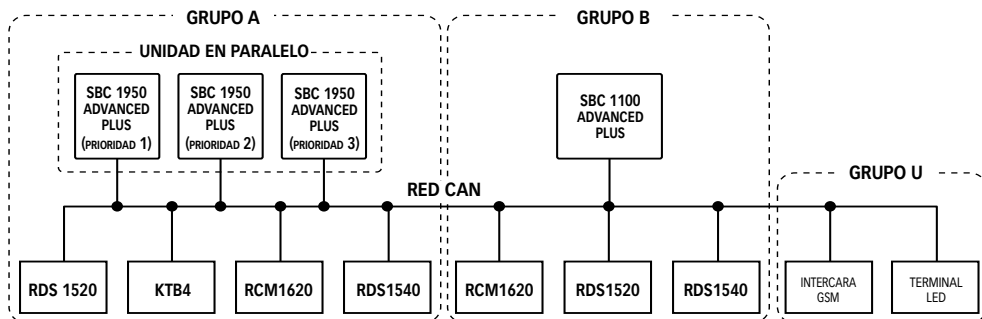 GRUPO A
GRUPO B
UNIDAD EN PARALELO
SBC 1950
ADVANCED
PLUS
(PRIORIDAD 1)
SBC 1950
ADVANCED
PLUS
(PRIORIDAD 2)
SBC 1950
ADVANCED
PLUS
(PRIORIDAD 3)
SBC 1100
ADVANCED
PLUS
GRUPO U
RED CAN
RDS 1520
KTB4
RCM1620
RDS1540
RCM1620
RDS1520
RDS1540
INTERCARA
GSM
TERMINAL
LED